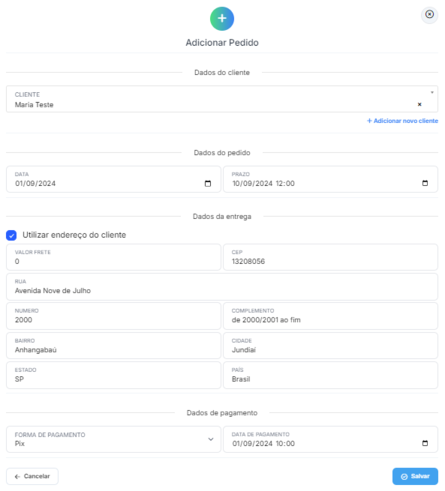 Adicionar Pedido
Dados do cliente
CLIENTE
Maria Teste
+ Adicionar novo cliente
Dados do pedido
DATA
01/09/2024
PRAZO
10/09/2024 12:00
Dados da entrega
Utilizar endereço do cliente
VALOR FRETE
0
CEP
13208056
RUA
Avenida Nove de Julho
NUMERO
2000
COMPLEMENTO
de 2000/2001 ao fim
BAIRRO
Anhangabaú
CIDADE
Jundiaí
ESTADO
SP
PAÍS
Brasil
Dados de pagamento
FORMA DE PAGAMENTO
Pix
DATA DE PAGAMENTO
01/09/2024 10:00
Cancelar
Salvar